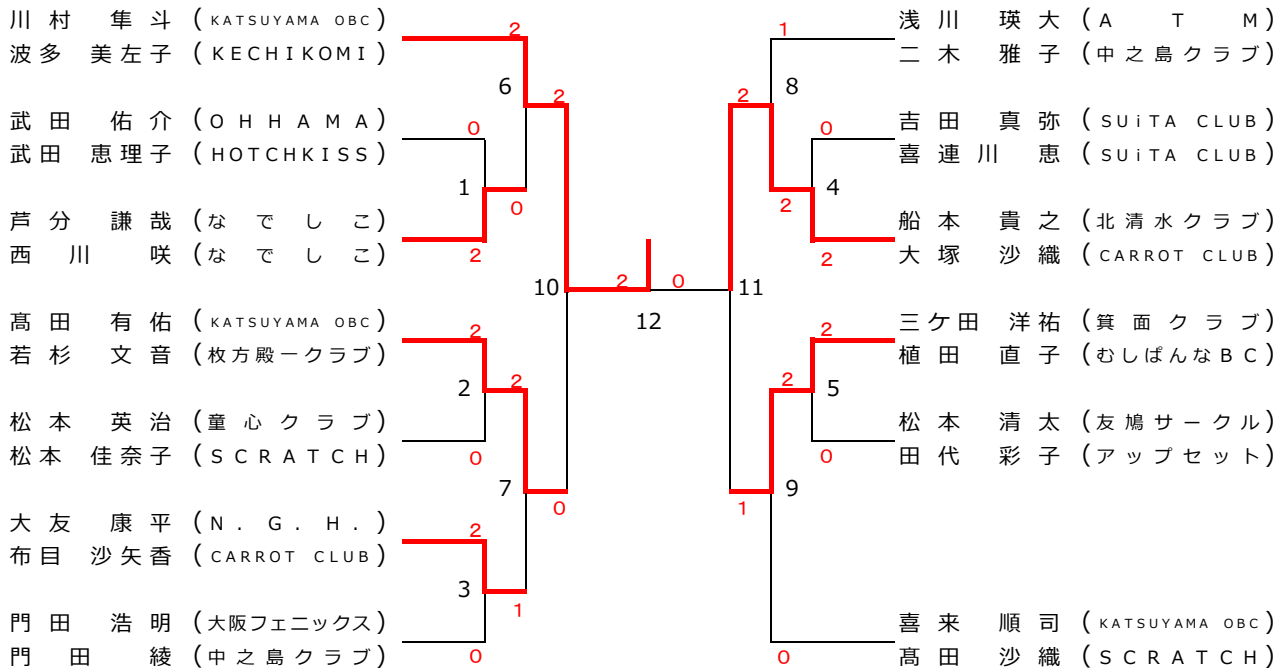 川村 隼斗 (KATSUYAMA OBC)
波多 美左子 (KECHIKOMI)
武田 佑介 (OHHAMA)
武田 恵理子 (HOTCHKISS)
芦分 謙哉 (なでしこ)
西川 咲 (なでしこ)
髙田 有佑 (KATSUYAMA OBC)
若杉 文音 (枚方殿一クラブ)
松本 英治 (童心クラブ)
松本 佳奈子 (SCRATCH)
大友 康平 (N.G.H.)
布目 沙矢香 (CARROT CLUB)
門田 浩明 (大阪フェニックス)
門田 綾 (中之島クラブ)
2
6
2
0
1
0
2
2
2
2
0
7
0
2
3
1
0
10
2
0
12
11
1
8
2
0
4
2
2
2
2
5
0
9
1
0
浅川 瑛大 (ATM)
二木 雅子 (中之島クラブ)
吉田 真弥 (SUiTA CLUB)
喜連川 恵 (SUiTA CLUB)
船本 貴之 (北清水クラブ)
大塚 沙織 (CARROT CLUB)
三ケ田 洋祐 (箕面クラブ)
植田 直子 (むしぱんなBC)
松本 清太 (友鳩サークル)
田代 彩子 (アップセット)
喜来 順司 (KATSUYAMA OBC)
髙田 沙織 (SCRATCH)